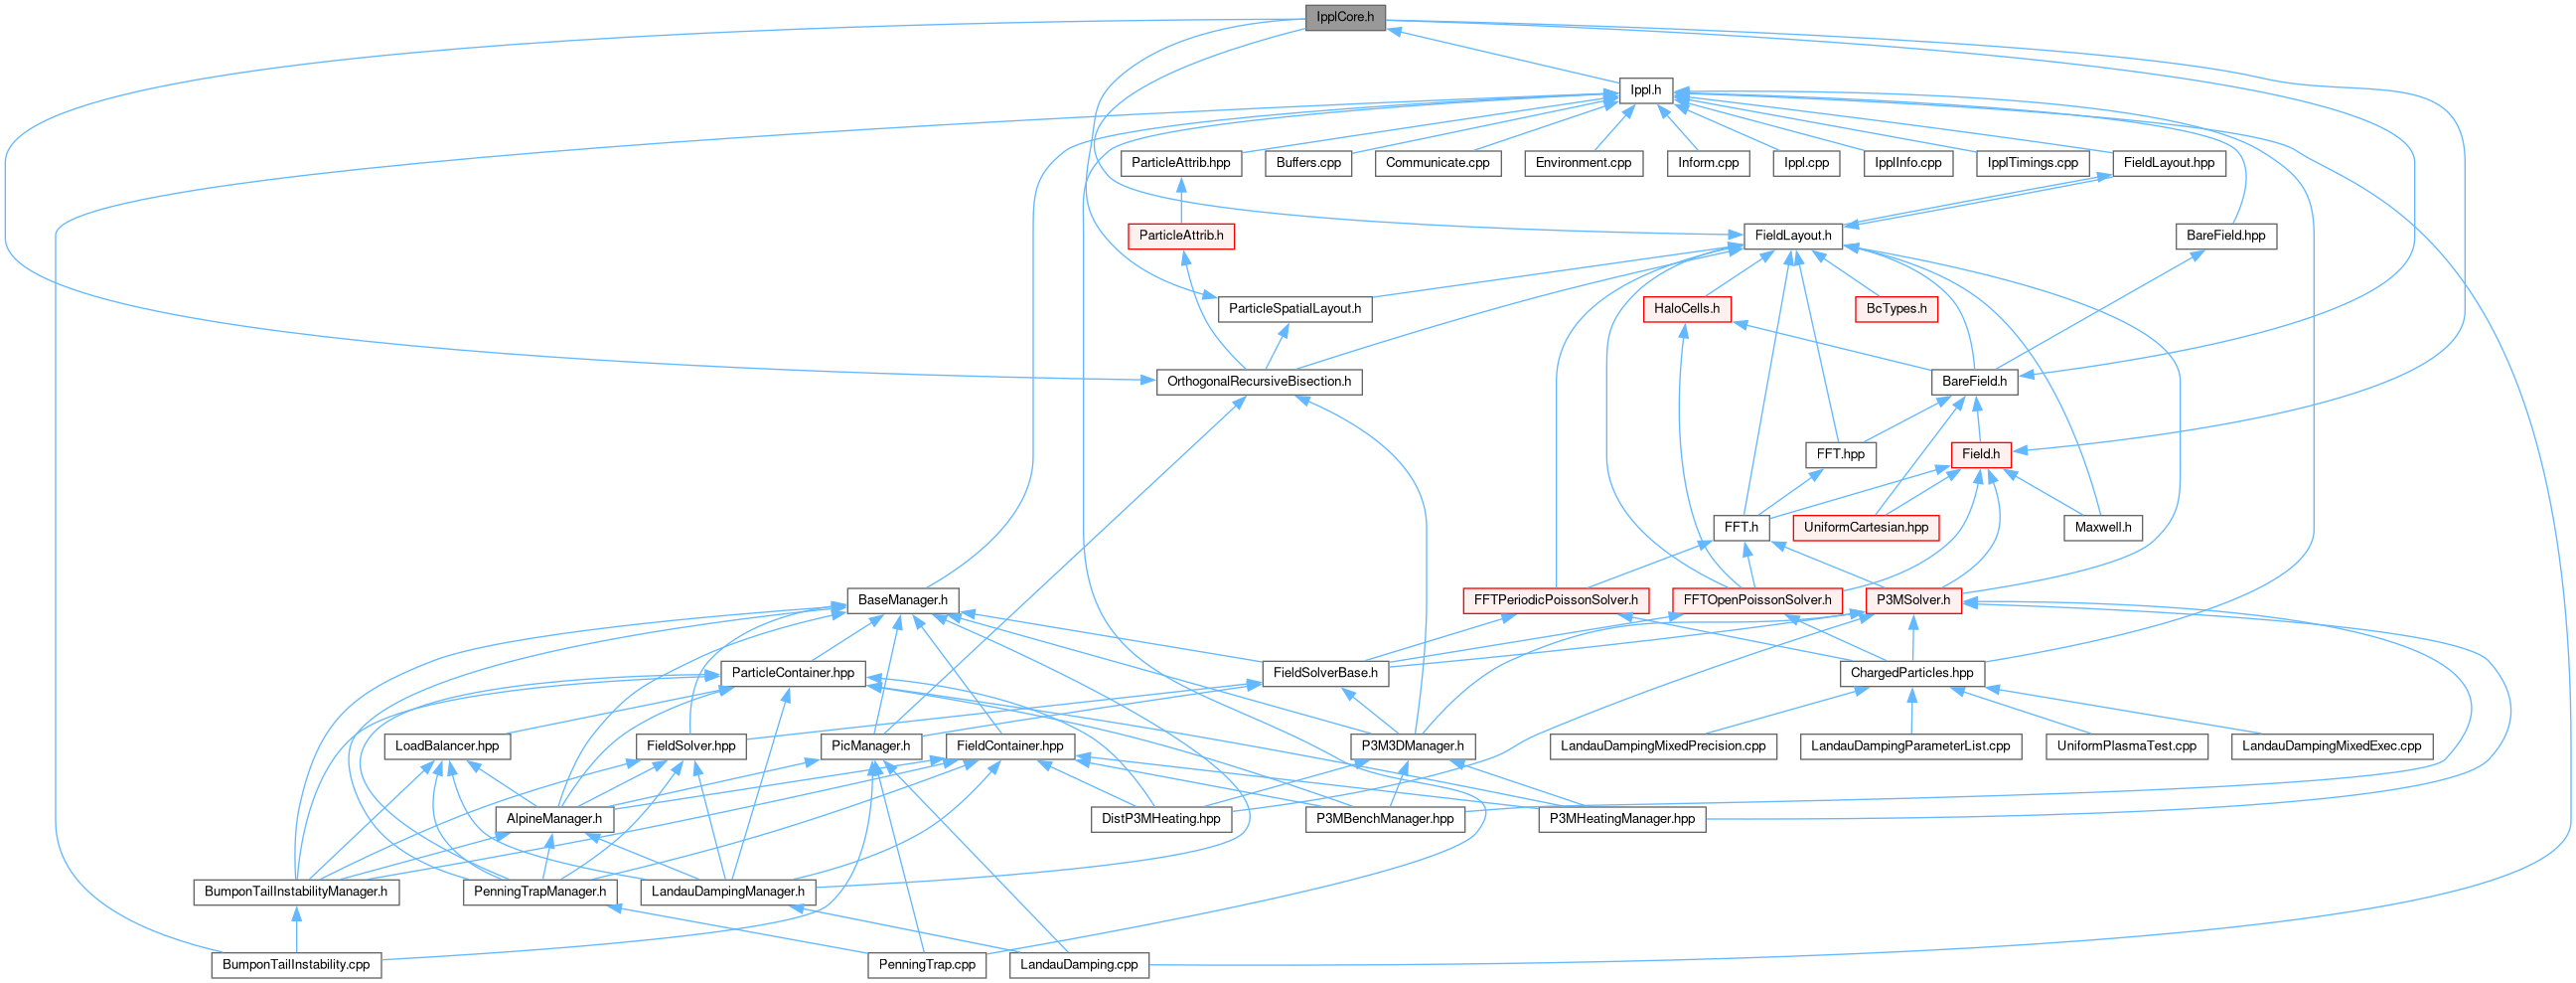 IpplCore.h
Ippl.h
ParticleAttrib.hpp
Buffers.cpp
Communicate.cpp
Environment.cpp
Inform.cpp
Ippl.cpp
IpplInfo.cpp
IpplTimings.cpp
FieldLayout.hpp
ParticleAttrib.h
FieldLayout.h
BareField.hpp
ParticleSpatialLayout.h
HaloCells.h
BcTypes.h
OrthogonalRecursiveBisection.h
BareField.h
FFT.hpp
Field.h
FFT.h
UniformCartesian.hpp
Maxwell.h
BaseManager.h
FFTPeriodicPoissonSolver.h
FFTOpenPoissonSolver.h
P3MSolver.h
ParticleContainer.hpp
FieldSolverBase.h
ChargedParticles.hpp
LoadBalancer.hpp
FieldSolver.hpp
PicManager.h
FieldContainer.hpp
P3M3DManager.h
LandauDampingMixedPrecision.cpp
LandauDampingParameterList.cpp
UniformPlasmaTest.cpp
LandauDampingMixedExec.cpp
AlpineManager.h
DistP3MHeating.hpp
P3MBenchManager.hpp
P3MHeatingManager.hpp
BumponTailInstabilityManager.h
PenningTrapManager.h
LandauDampingManager.h
BumponTailInstability.cpp
PenningTrap.cpp
LandauDamping.cpp